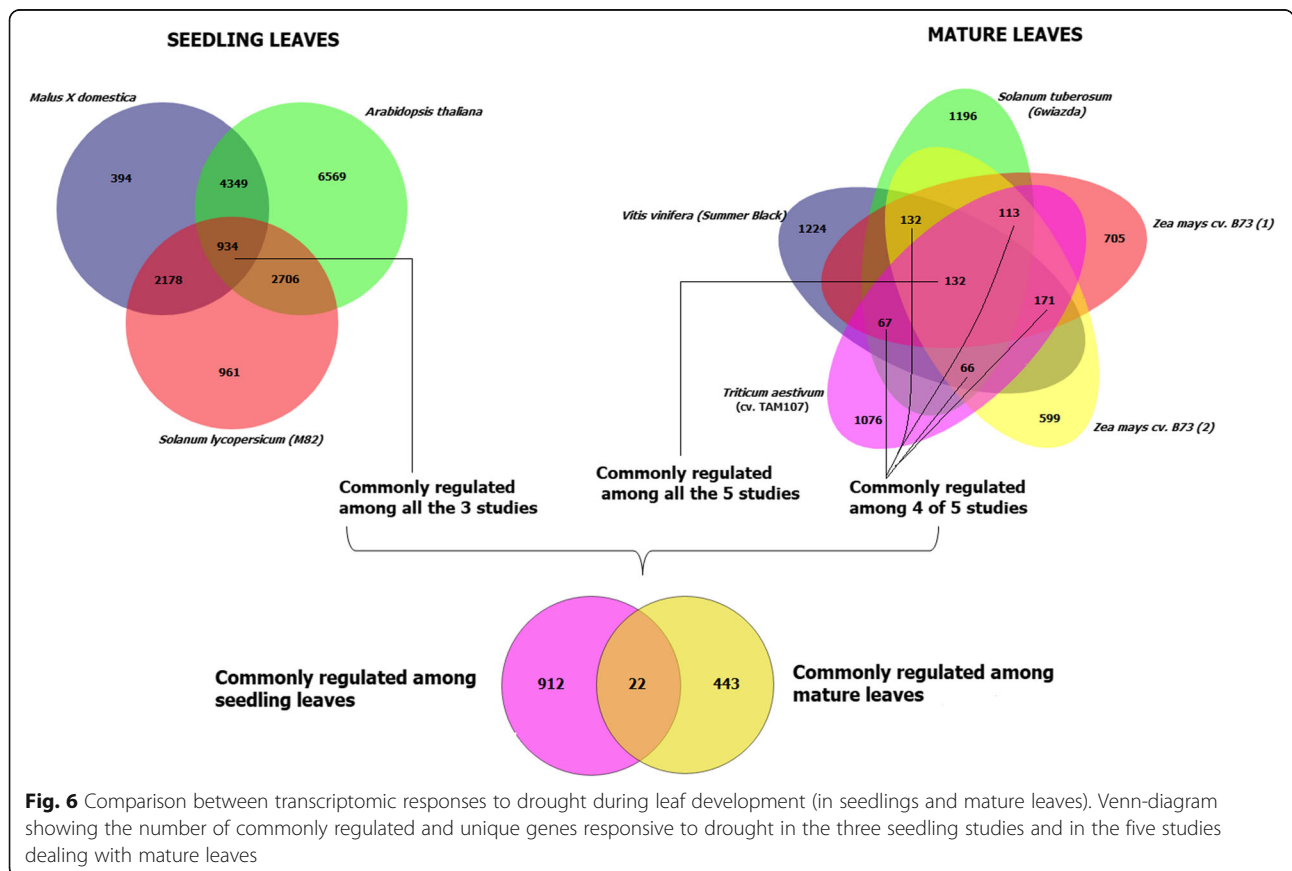 SEEDLING LEAVES
Malus X domestica
Arabidopsis thaliana
394
4349
6569
934
2178
2706
961
Solanum lycopersicum (M82)
MATURE LEAVES
Solanum tuberosum
(Gwiazda)
1196
Vitis vinifera (Summer Black)
1224
132
113
Zea mays cv. B73 (1)
705
132
171
67
66
Triticum aestivum
(cv. TAM107)
1076
599
Zea mays cv. B73 (2)
Commonly regulated
among all the 3 studies
Commonly regulated
among all the 5 studies
Commonly regulated
among 4 of 5 studies
Commonly regulated among
seedling leaves
912
22
443
Commonly regulated among
mature leaves
Fig. 6 Comparison between transcriptomic responses to drought during leaf development (in seedlings and mature leaves). Venn-diagram
showing the number of commonly regulated and unique genes responsive to drought in the three seedling studies and in the five studies
dealing with mature leaves